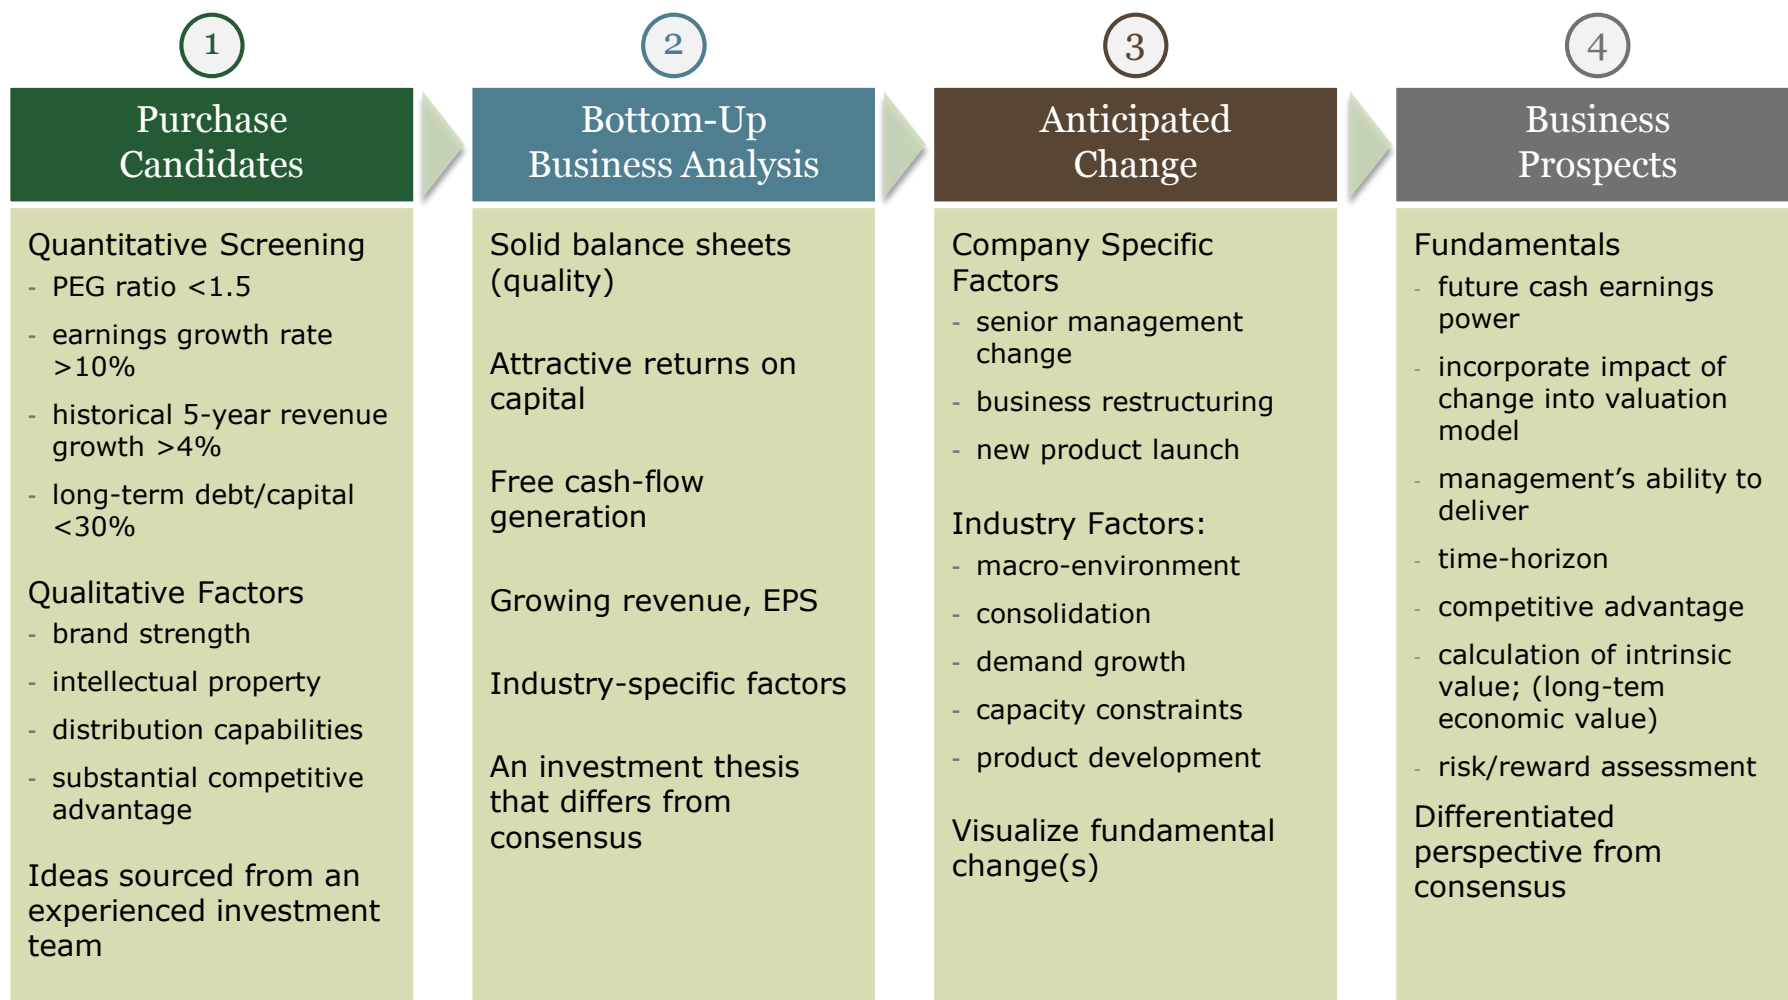 1
Purchase
Candidates
Quantitative Screening
- PEG ratio <1.5
- earnings growth rate
>10%
- historical 5-year revenue
growth >4%
- long-term debt/capital
<30%
Qualitative Factors
- brand strength
- intellectual property
- distribution capabilities
- substantial competitive
advantage
Ideas sourced from an
experienced investment
team
2
Bottom-Up
Business Analysis
Solid balance sheets
(quality)
Attractive returns on
capital
Free cash-flow
generation
Growing revenue, EPS
Industry-specific factors
An investment thesis
that differs from
consensus
3
Anticipated
Change
Company Specific
Factors
- senior management
change
- business restructuring
- new product launch
Industry Factors:
- macro-environment
- consolidation
- demand growth
- capacity constraints
- product development
Visualize fundamental
change(s)
4
Business
Prospects
Fundamentals
- future cash earnings
power
- incorporate impact of
change into valuation
model
- management’s ability to
deliver
- time-horizon
- competitive advantage
- calculation of intrinsic
value; (long-tem
economic value)
- risk/reward assessment
Differentiated
perspective from
consensus